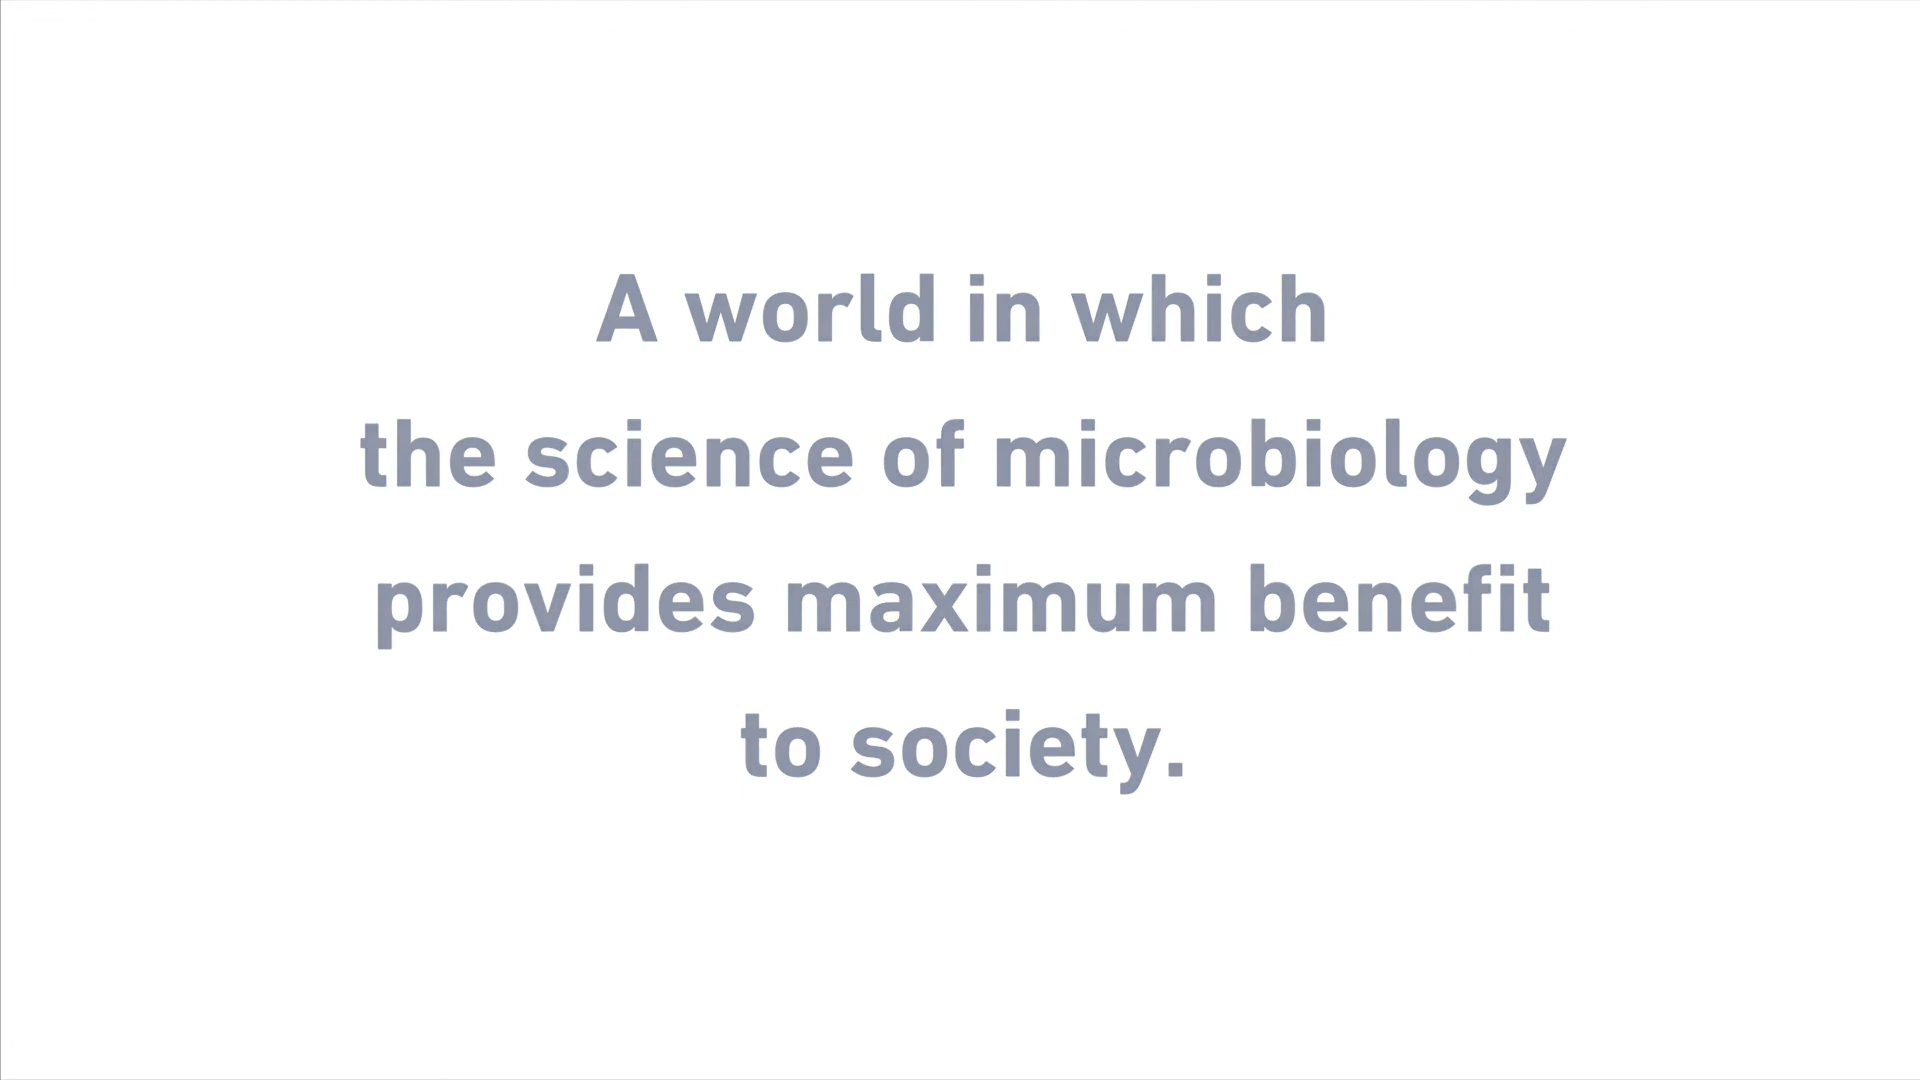 A world in which
the science of microbiology
provides maximum benefit
to society.